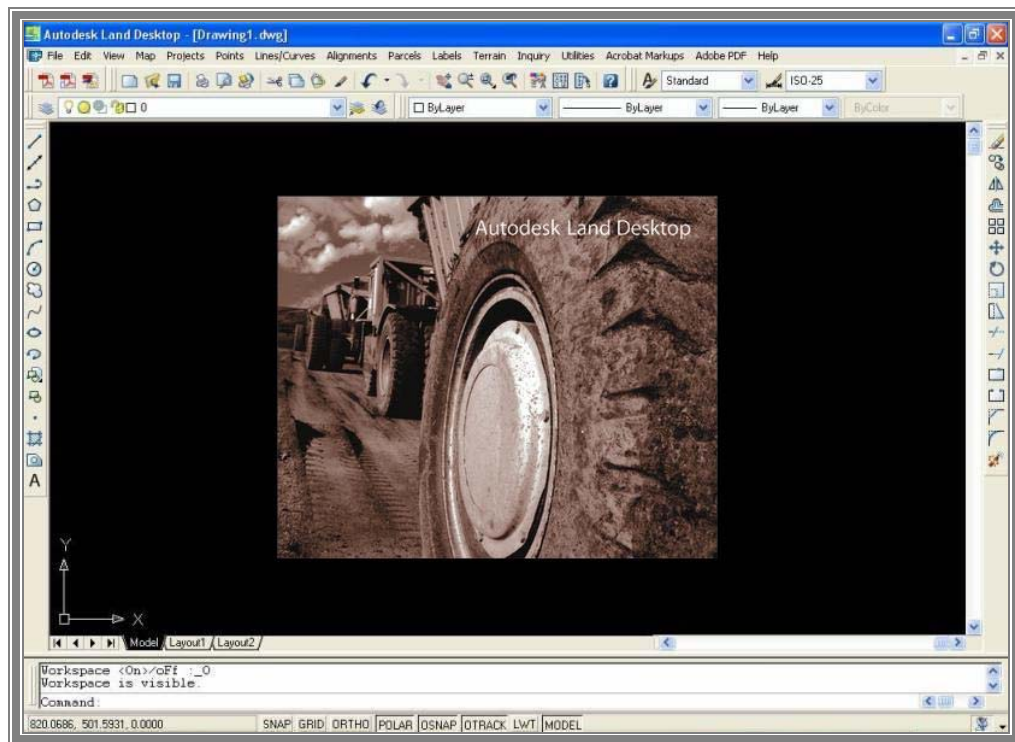 Autodesk Land Desktop - [Drawing1.dwg]
File Edit View Map Projects Points Lines/Curves Alignments Parcels Labels Terrain Inquiry Utilities Acrobat Markups Adobe PDF Help
Standard ISO-25
0 ByLayer ByLayer ByLayer ByColor
Autodesk Land Desktop
A
Y
X
Model Layout1 Layout2
Workspace <On>/oFf :_O
Workspace is visible.
Command:
820.0686, 501.5931, 0.0000 SNAP GRID ORTHO POLAR OSNAP OTRACK LWT MODEL